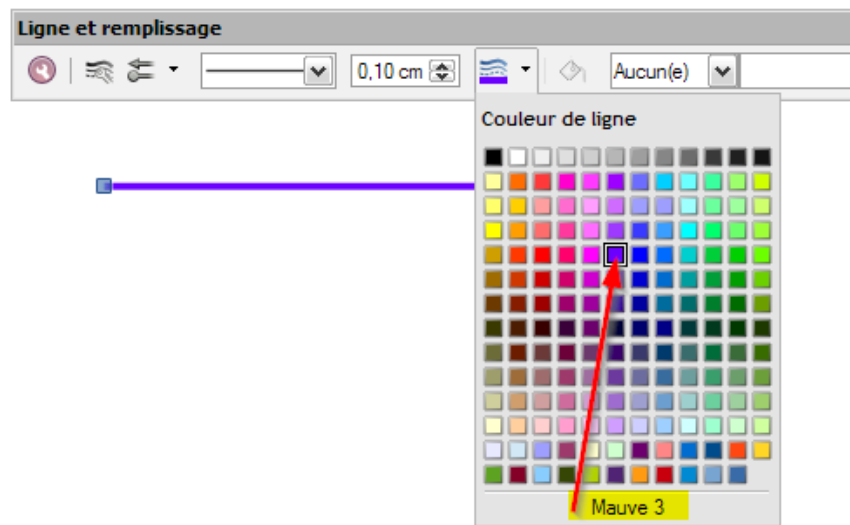 Ligne et remplissage
0,10 cm Aucun(e)
Couleur de ligne
Mauve 3